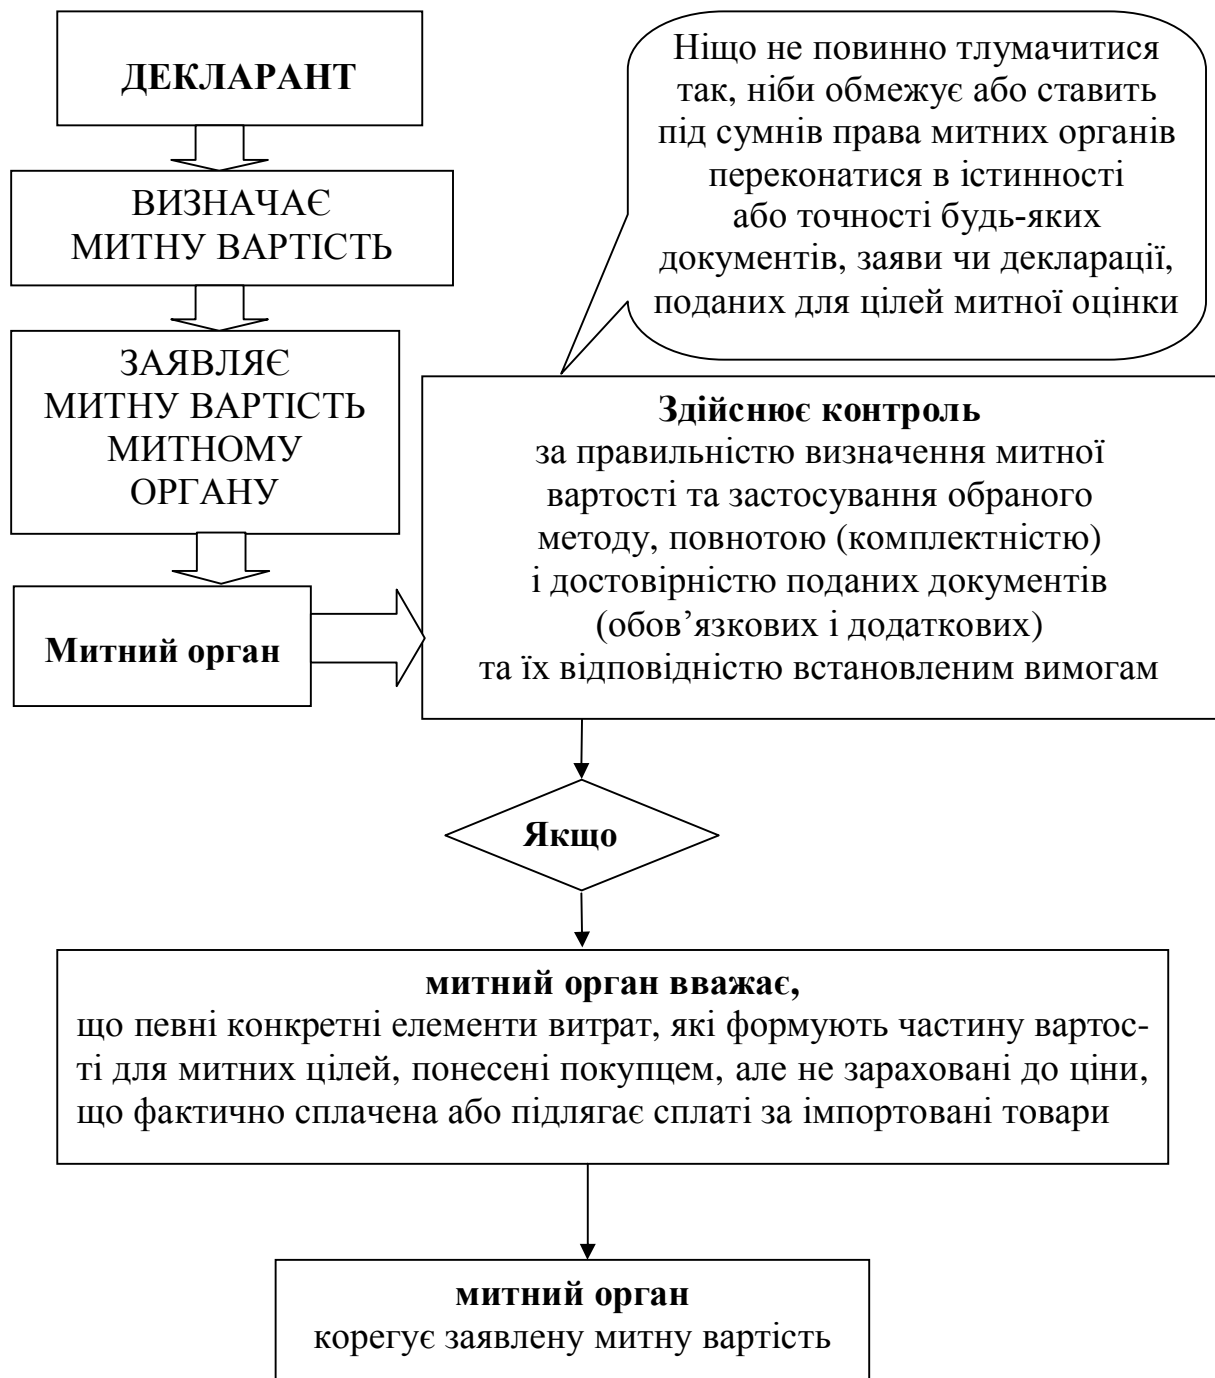 ДЕКЛАРАНТ
ВИЗНАЧАЄ
МИТНУ ВАРТІСТЬ
ЗАЯВЛЯЄ
МИТНУ ВАРТІСТЬ
МИТНОМУ
ОРГАНУ
Митний орган
Ніщо не повинно тлумачитися
так, ніби обмежує або ставить
під сумнів права митних органів
переконатися в істинності
або точності будь-яких
документів, заяви чи декларації,
поданих для цілей митної оцінки
Здійснює контроль
за правильністю визначення митної
вартості та застосування обраного
методу, повнотою (комплектністю)
і достовірністю поданих документів
(обов’язкових і додаткових)
та їх відповідністю встановленим вимогам
Якщо
митний орган вважає,
що певні конкретні елементи витрат, які формують частину вартос-
ті для митних цілей, понесені покупцем, але не зараховані до ціни,
що фактично сплачена або підлягає сплаті за імпортовані товари
митний орган
корегує заявлену митну вартість